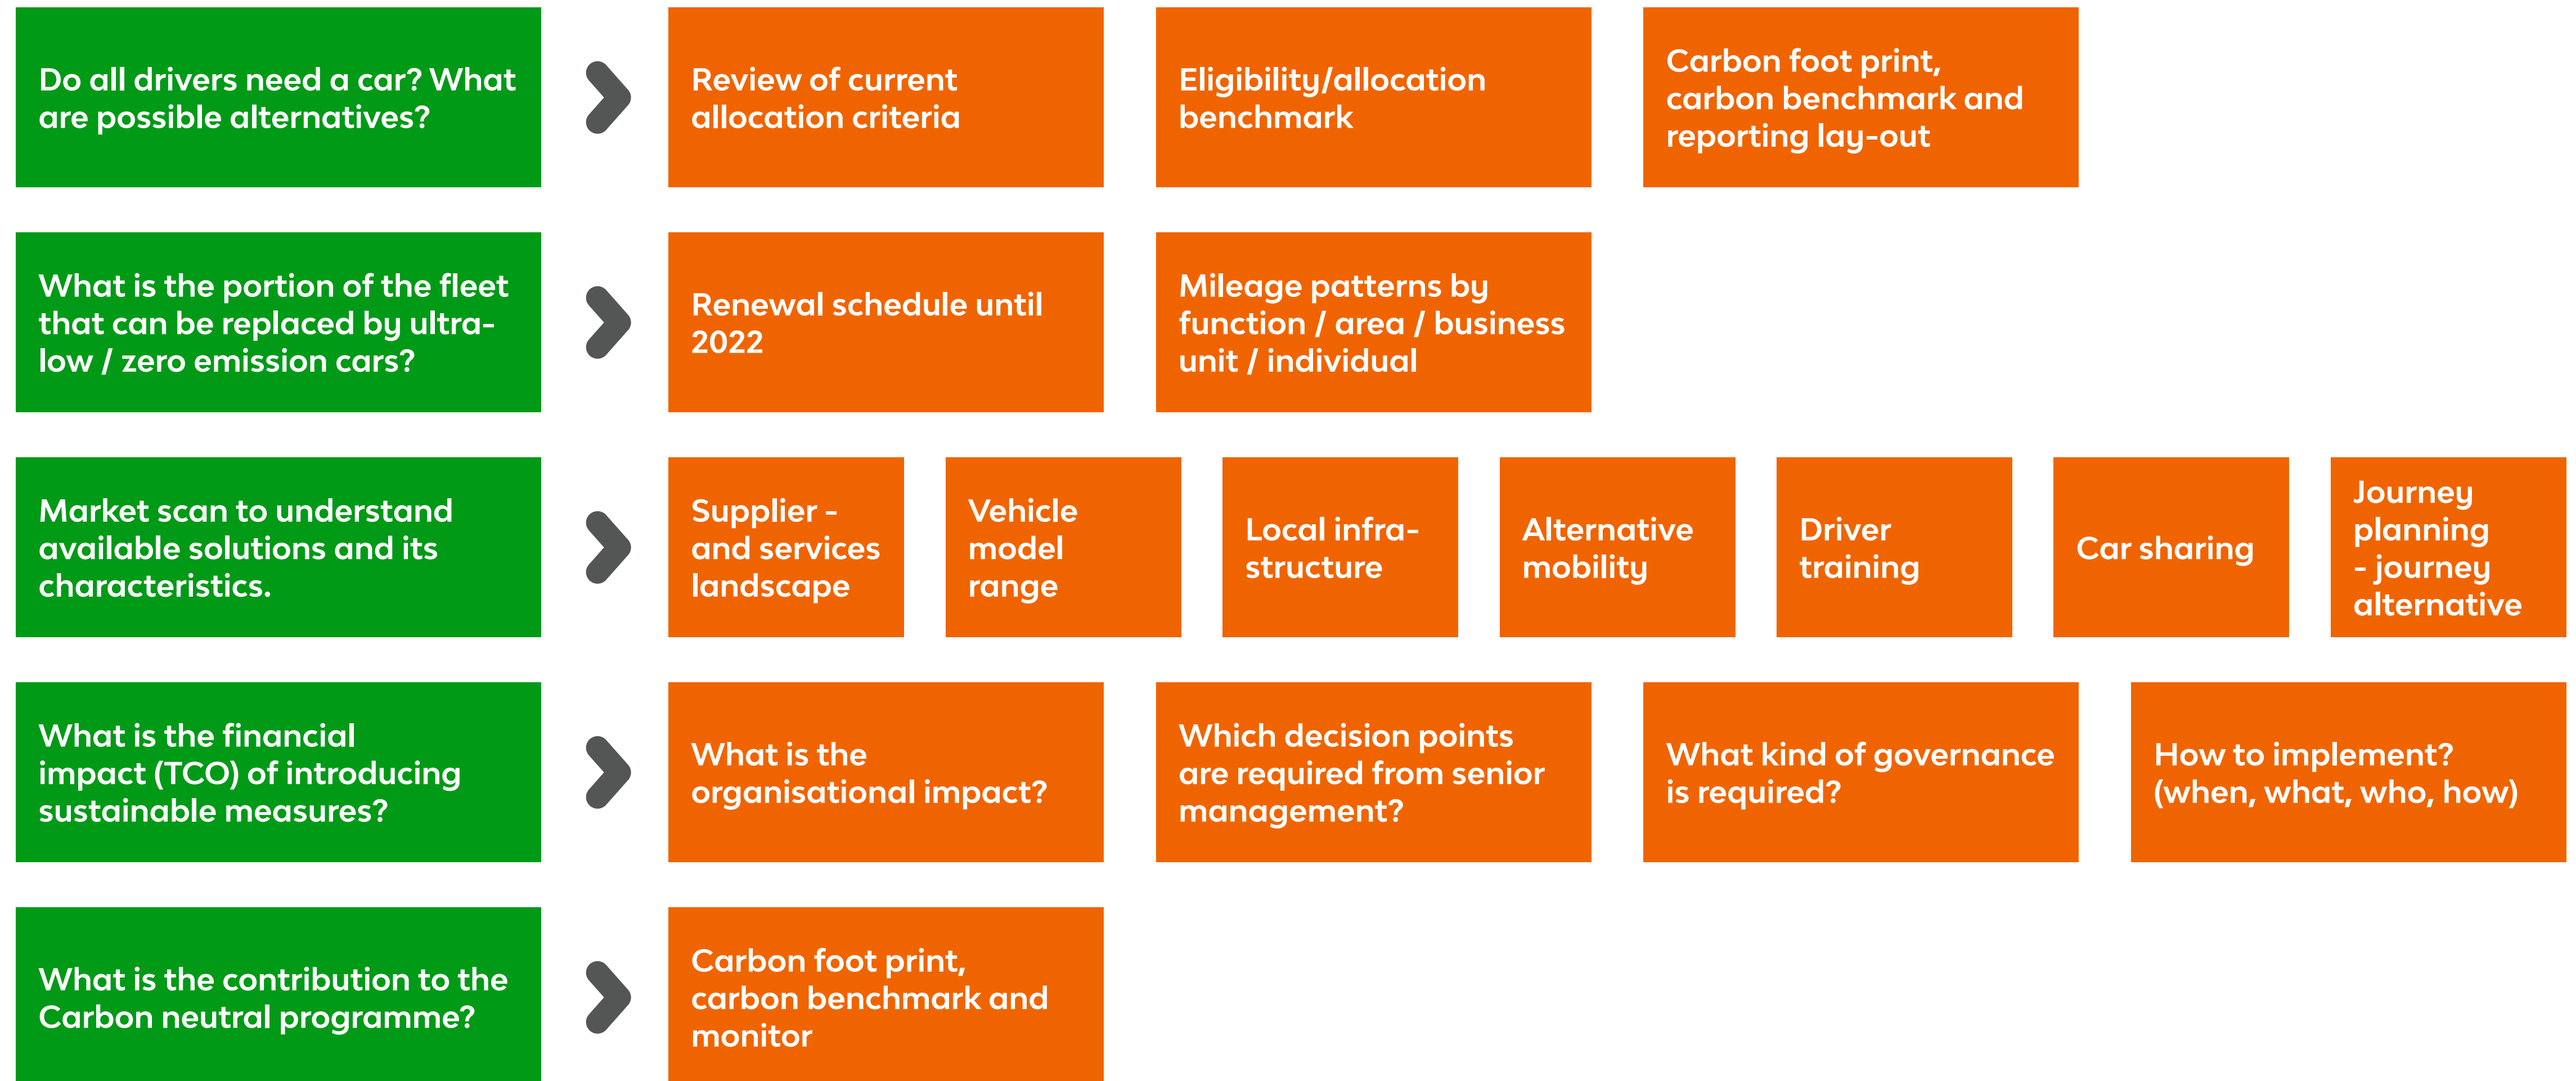 Do all drivers need a car? What
are possible alternatives?
Review of current
allocation criteria
Eligibility/allocation
benchmark
Carbon foot print,
carbon benchmark and
reporting lay-out
What is the portion of the fleet
that can be replaced by ultra-
low / zero emission cars?
Renewal schedule until
2022
Mileage patterns by
function / area / business
unit / individual
Market scan to understand
available solutions and its
characteristics.
Supplier -
and services
landscape
Vehicle
model
range
Local infra-
structure
Alternative
mobility
Driver
training
Car sharing
Journey
planning
- journey
alternative
What is the financial
impact (TCO) of introducing
sustainable measures?
What is the
organisational impact?
Which decision points
are required from senior
management?
What kind of governance
is required?
How to implement?
(when, what, who, how)
What is the contribution to the
Carbon neutral programme?
Carbon foot print,
carbon benchmark and
monitor